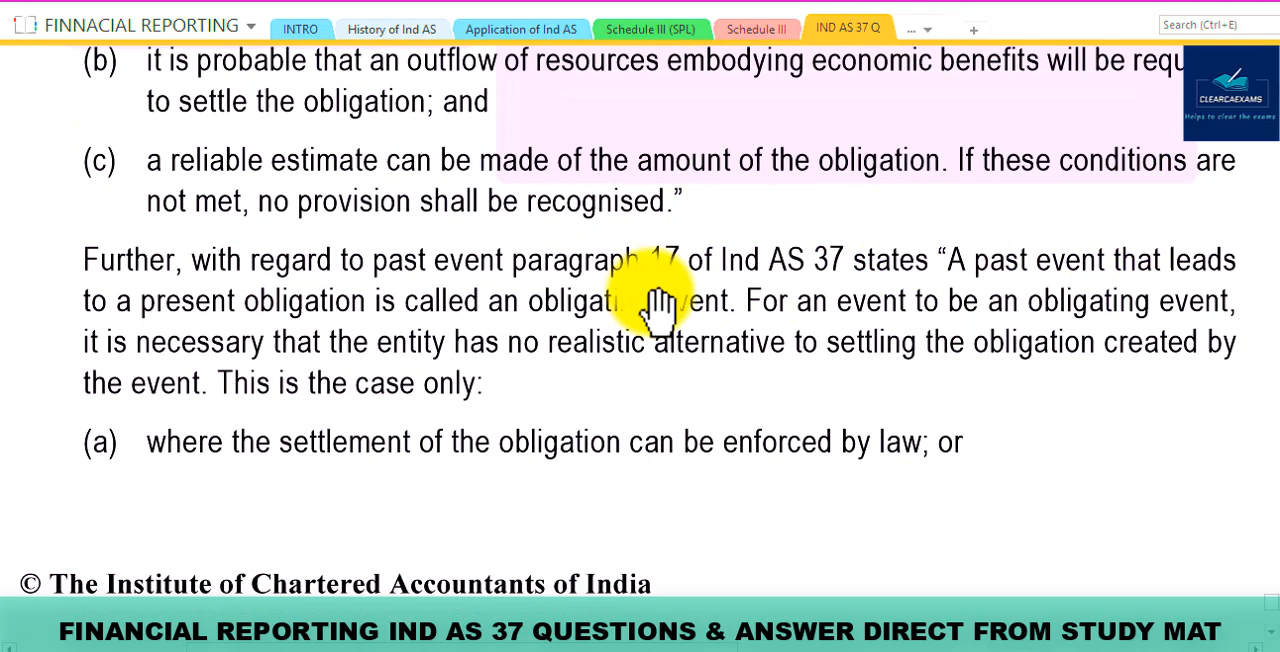 FINNACIAL REPORTING
INTRO
History of Ind AS
Application of Ind AS
Schedule III (SPL)
Schedule III
IND AS 37 Q
...
+
Search (Ctrl+E)
(b) it is probable that an outflow of resources embodying economic benefits will be requ
to settle the obligation; and
CLEARCAEXAMS
Helps to clear the exams
(c) a reliable estimate can be made of the amount of the obligation. If these conditions are
not met, no provision shall be recognised.”
Further, with regard to past event paragraph 17 of Ind AS 37 states “A past event that leads
to a present obligation is called an obligati vent. For an event to be an obligating event,
it is necessary that the entity has no realistic alternative to settling the obligation created by
the event. This is the case only:
(a) where the settlement of the obligation can be enforced by law; or
© The Institute of Chartered Accountants of India
FINANCIAL REPORTING IND AS 37 QUESTIONS & ANSWER DIRECT FROM STUDY MAT